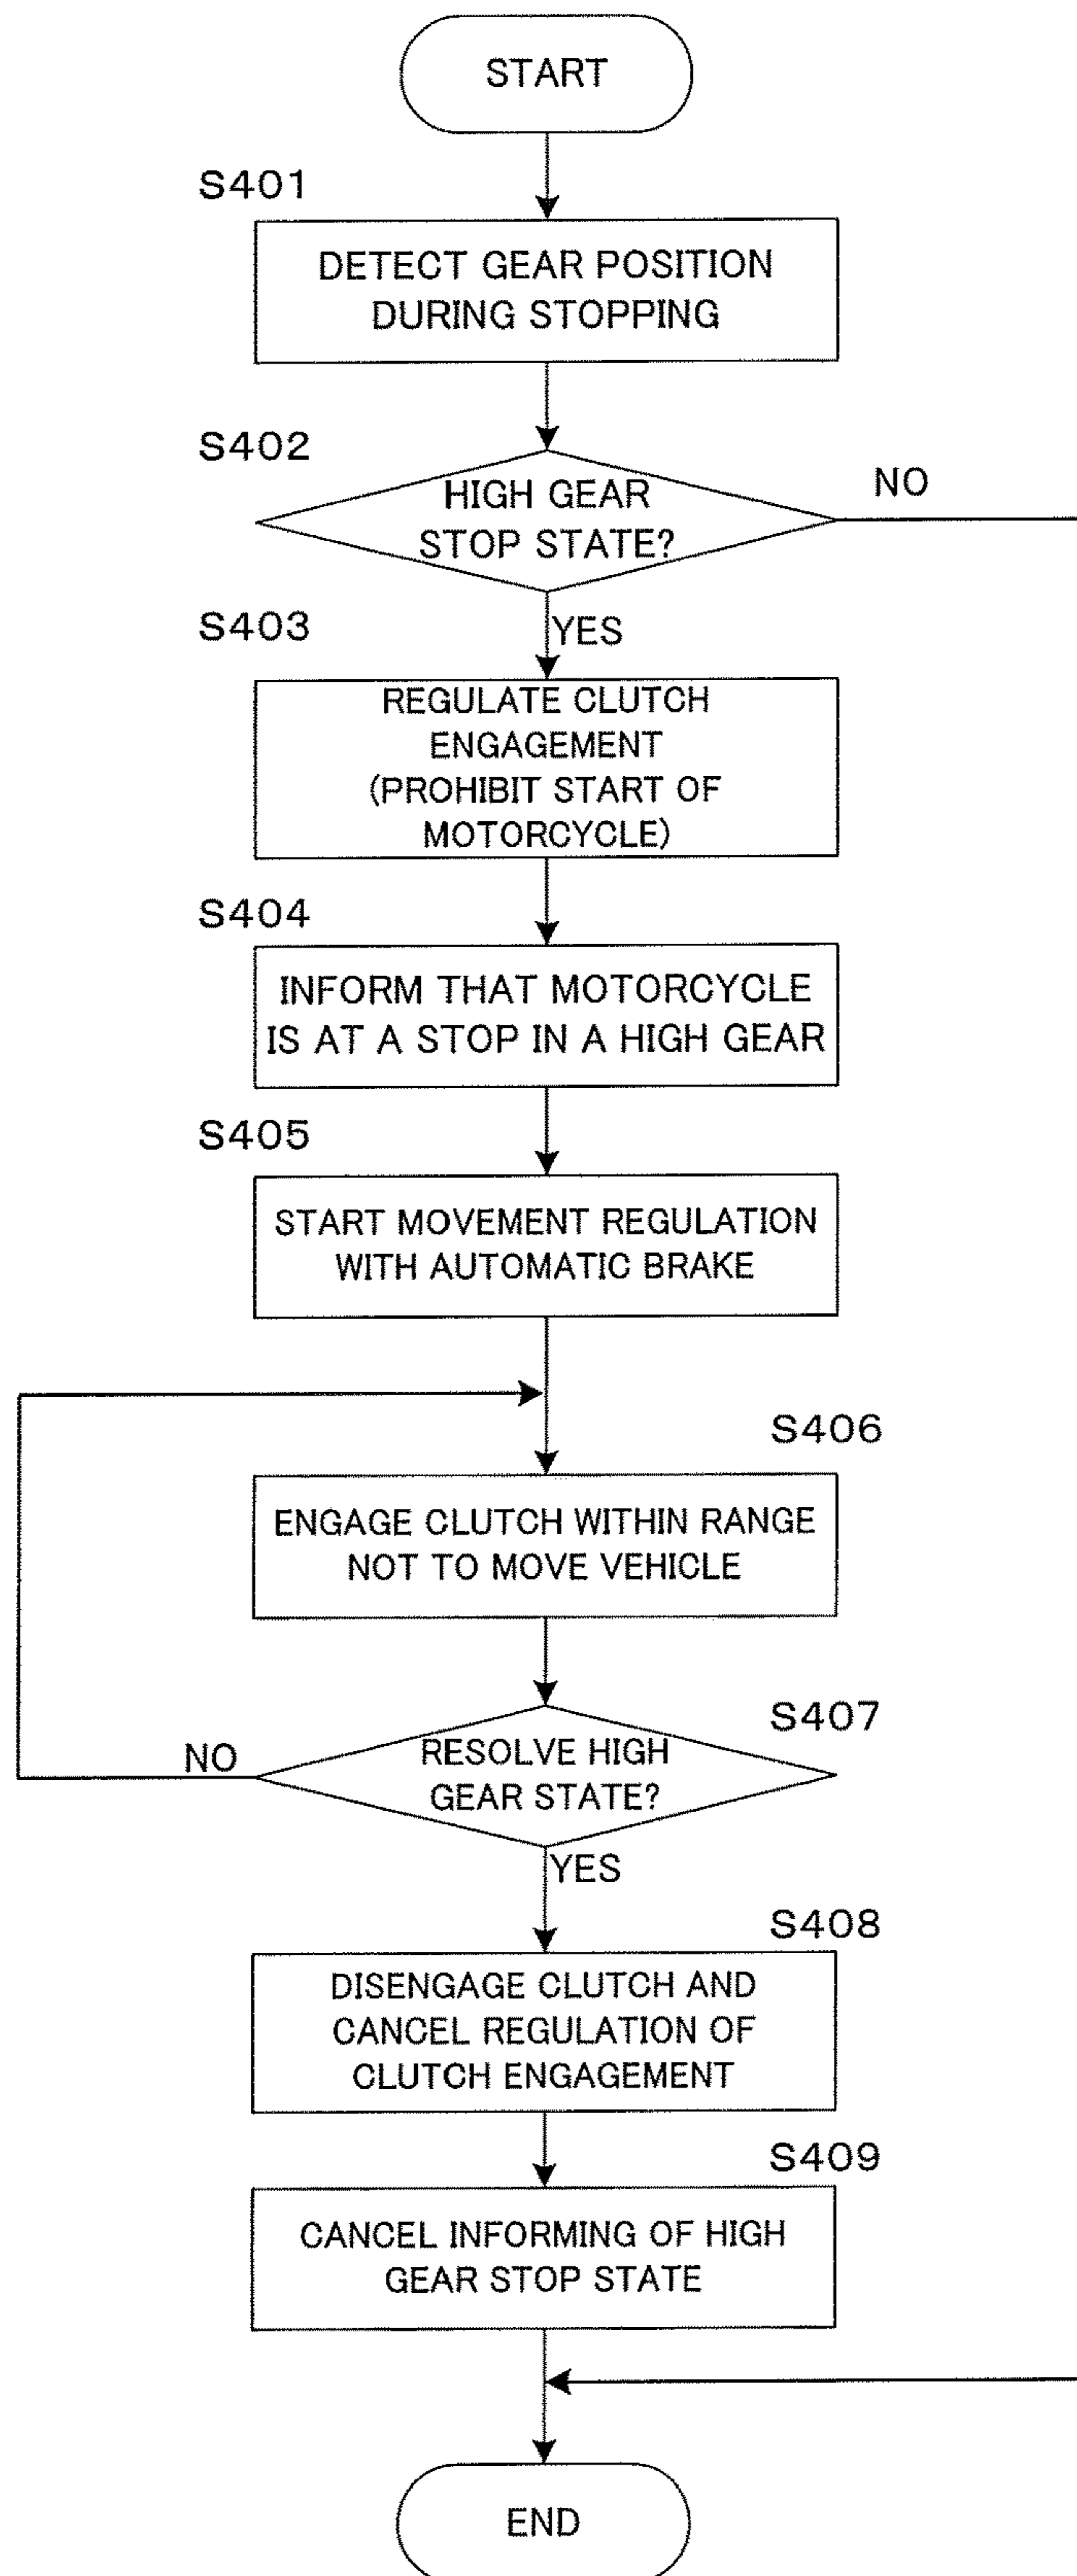 START
S401
DETECT GEAR POSITION
DURING STOPPING
S402
HIGH GEAR
STOP STATE?
NO
YES
S403
REGULATE CLUTCH
ENGAGEMENT
(PROHIBIT START OF
MOTORCYCLE)
S404
INFORM THAT MOTORCYCLE
IS AT A STOP IN A HIGH GEAR
S405
START MOVEMENT REGULATION
WITH AUTOMATIC BRAKE
S406
ENGAGE CLUTCH WITHIN RANGE
NOT TO MOVE VEHICLE
S407
RESOLVE HIGH
GEAR STATE?
NO
YES
S408
DISENGAGE CLUTCH AND
CANCEL REGULATION OF
CLUTCH ENGAGEMENT
S409
CANCEL INFORMING OF HIGH
GEAR STOP STATE
END